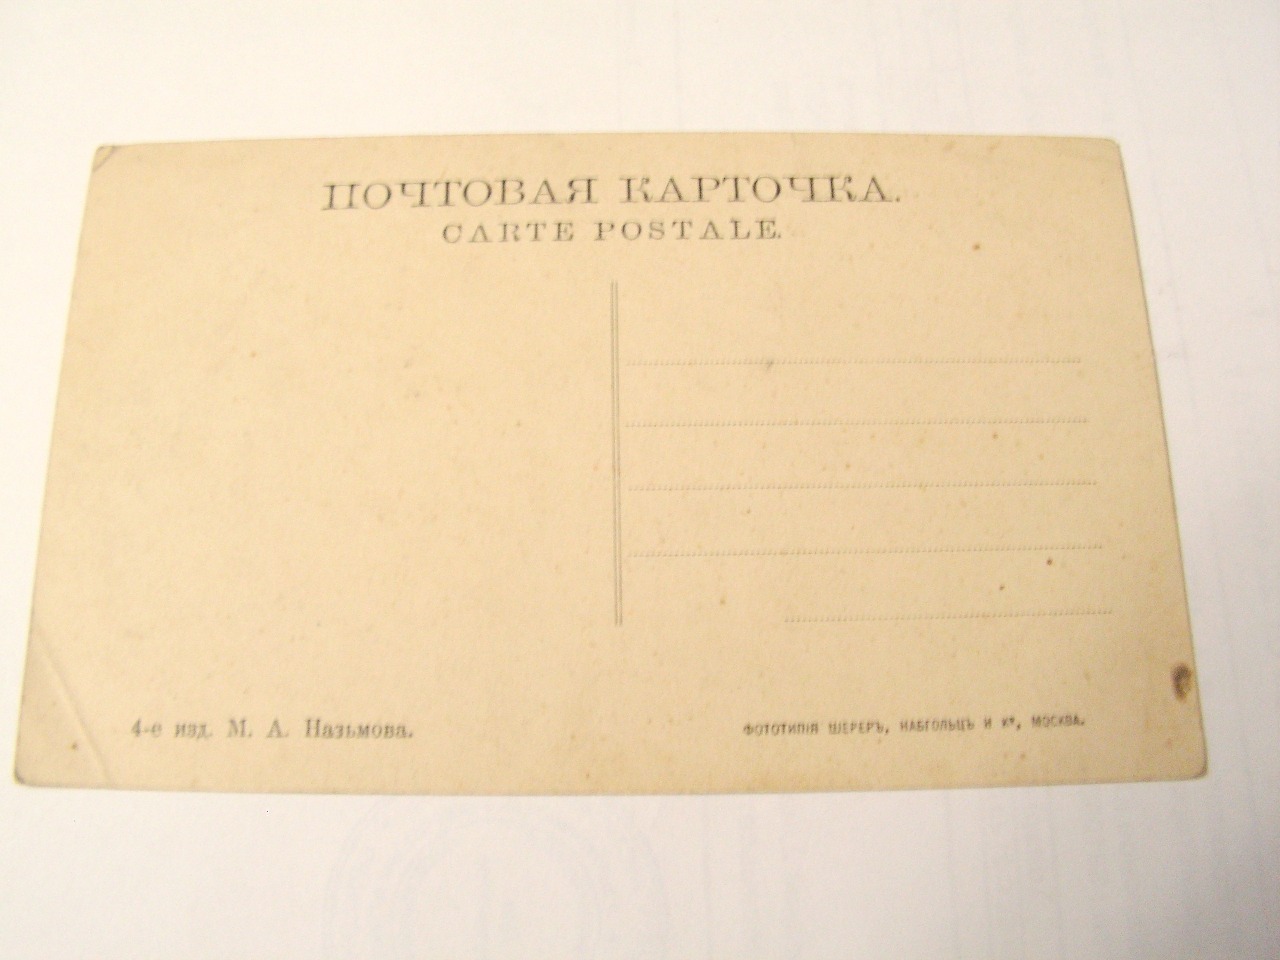 ПОЧТОВАЯ КАРТОЧКА.
CARTE POSTALE.
4-е изд. М. А. Назьмова.
ФОТОТИПІЯ ШЕРЕРЪ, НАБГОЛЬЦЪ И Кº, МОСКВА.